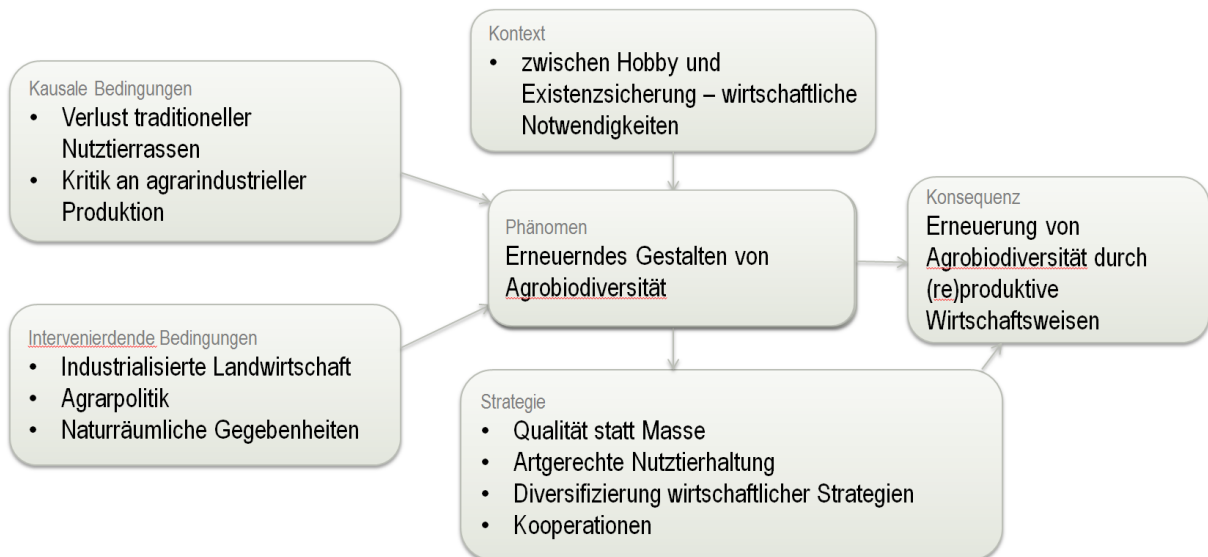 Kontext
• zwischen Hobby und
Existenzsicherung – wirtschaftliche
Notwendigkeiten
Kausale Bedingungen
• Verlust traditioneller
Nutztierrassen
• Kritik an agrarindustrieller
Produktion
Phänomen
Erneuerndes Gestalten von
Agrobiodiversität
Konsequenz
Erneuerung von
Agrobiodiversität durch
(re)produktive
Wirtschaftsweisen
Intervenierdende Bedingungen
• Industrialisierte Landwirtschaft
• Agrarpolitik
• Naturräumliche Gegebenheiten
Strategie
• Qualität statt Masse
• Artgerechte Nutztierhaltung
• Diversifizierung wirtschaftlicher Strategien
• Kooperationen